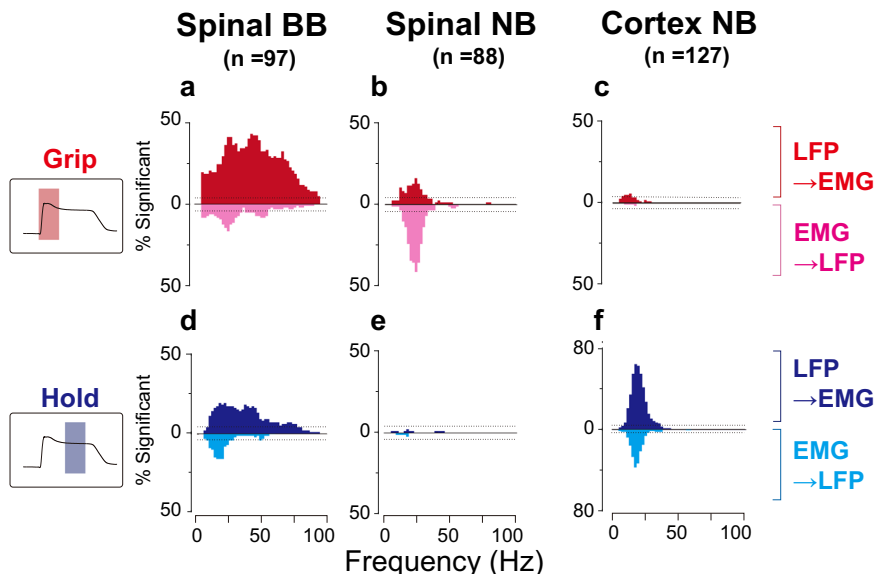 Spinal BB
(n =97)
Spinal NB
(n =88)
Cortex NB
(n =127)
a
b
c
Grip
% Significant
50
0
50
50
0
50
50
0
50
LFP
→EMG
EMG
→LFP
d
e
f
Hold
% Significant
50
0
50
50
0
50
80
0
80
LFP
→EMG
EMG
→LFP
0 50 100
0 50 100
0 50 100
Frequency (Hz)